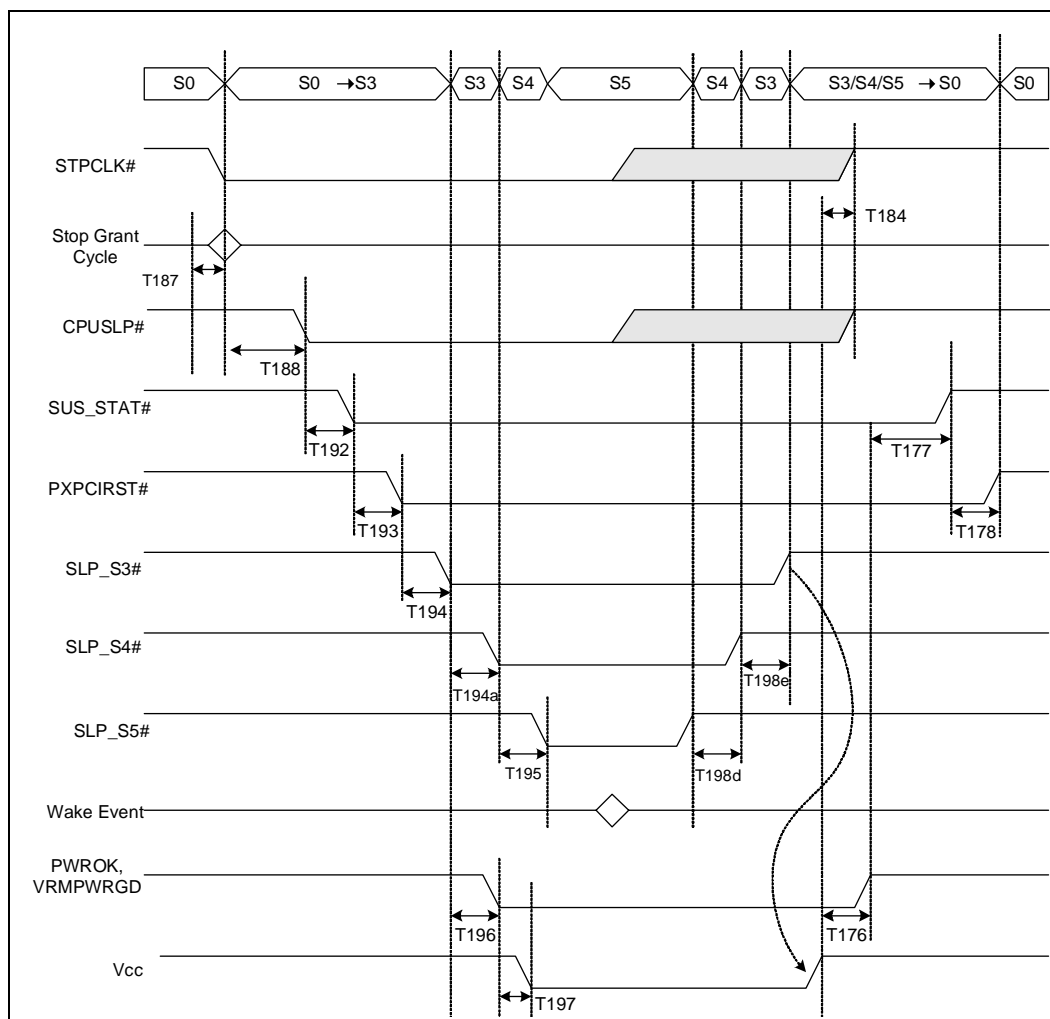 S0 S0 →S3 S3 S4 S5 S4 S3 S3/S4/S5 →S0 S0
STPCLK#
T184
Stop Grant
Cycle
T187
CPUSLP#
T188
SUS_STAT#
T192
T177
PXPCIRST#
T193
T178
SLP_S3#
T194
SLP_S4#
T194a
T198e
SLP_S5#
T195
T198d
Wake Event
PWROK,
VRMPWRGD
T196
T176
Vcc
T197